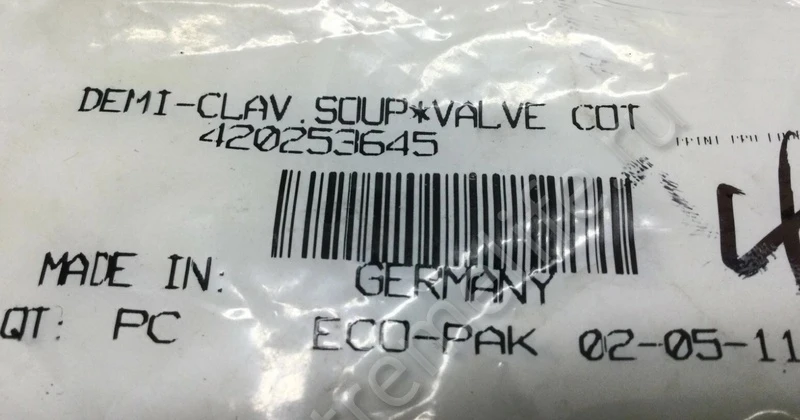 DEMI-CLAV.SOUP*VALVE COT
420253645
MADE IN: GERMANY
QT: PC ECO-PAK 02-05-11